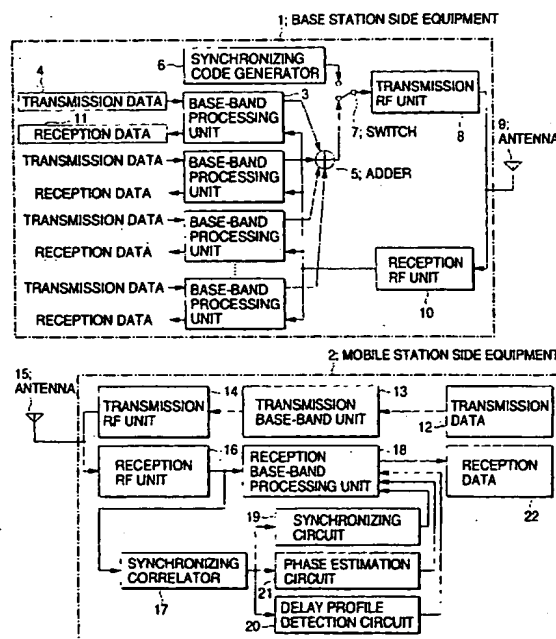 1; BASE STATION SIDE EQUIPMENT
6
SYNCHRONIZING
CODE GENERATOR
4
3
TRANSMISSION DATA
11
RECEPTION DATA
BASE-BAND
PROCESSING
UNIT
TRANSMISSION
RF UNIT
7; SWITCH
8
9;
ANTENNA
TRANSMISSION DATA
RECEPTION DATA
BASE-BAND
PROCESSING
UNIT
5; ADDER
TRANSMISSION DATA
RECEPTION DATA
BASE-BAND
PROCESSING
UNIT
TRANSMISSION DATA
RECEPTION DATA
BASE-BAND
PROCESSING
UNIT
RECEPTION
RF UNIT
10
2; MOBILE STATION SIDE EQUIPMENT
15;
ANTENNA
14
13
TRANSMISSION
RF UNIT
TRANSMISSION
BASE-BAND UNIT
TRANSMISSION
DATA
12
16
18
RECEPTION
RF UNIT
RECEPTION
BASE-BAND
PROCESSING UNIT
RECEPTION
DATA
22
19
SYNCHRONIZING
CIRCUIT
SYNCHRONIZING
CORRELATOR
17
PHASE ESTIMATION
CIRCUIT
21
DELAY PROFILE
DETECTION CIRCUIT
20